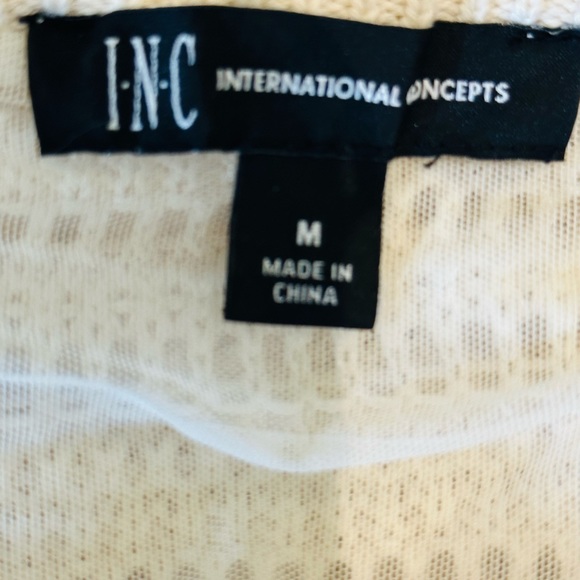 I·N·C INTERNATIONAL CONCEPTS
M
MADE IN
CHINA